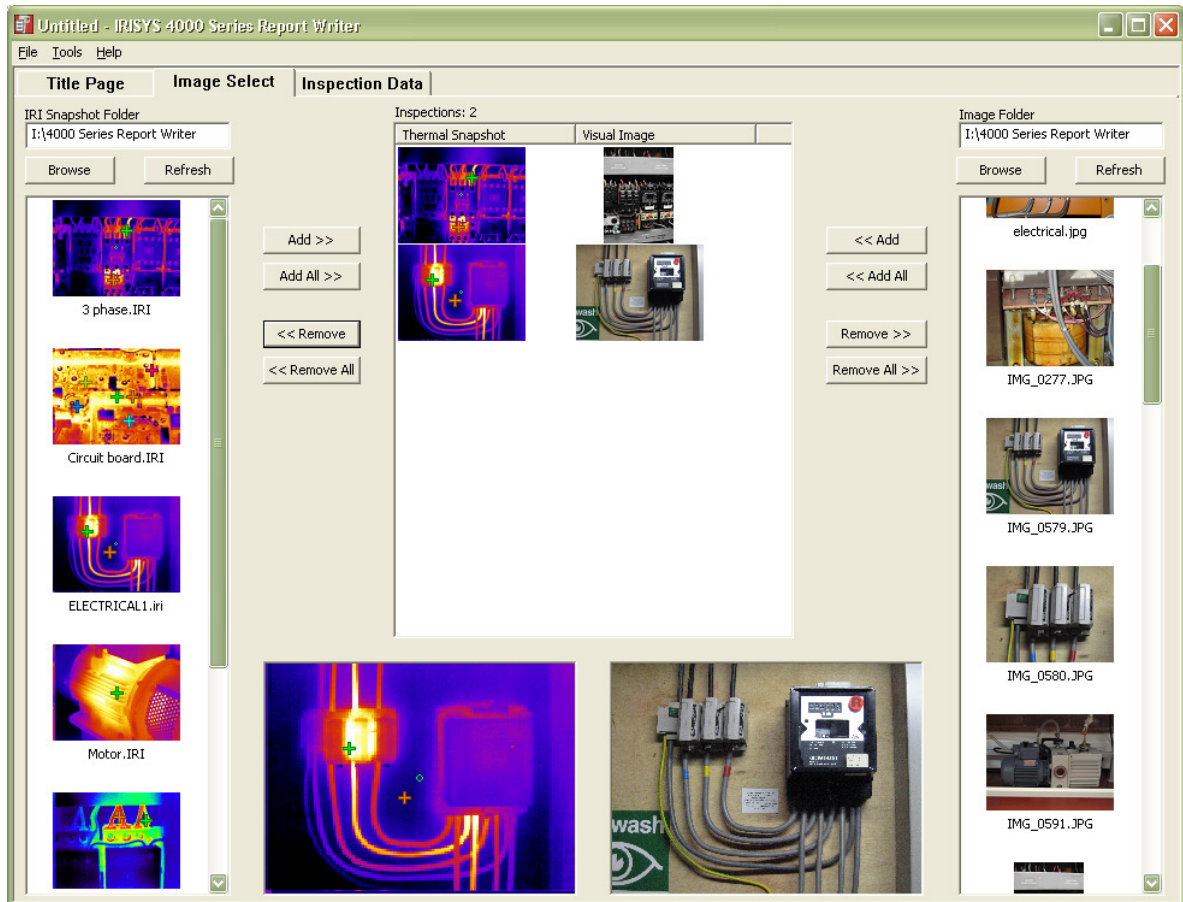 Untitled - IRISYS 4000 Series Report Writer
File Tools Help
Title Page Image Select Inspection Data
IRI Snapshot Folder
I:\4000 Series Report Writer
Browse Refresh
3 phase.IRI
Circuit board.IRI
ELECTRICAL1.iri
Motor.IRI
Add >>
Add All >>
<< Remove
<< Remove All
Inspections: 2
Thermal Snapshot Visual Image
wash
wash
<< Add
<< Add All
Remove >>
Remove All >>
Image Folder
I:\4000 Series Report Writer
Browse Refresh
electrical.jpg
IMG_0277.JPG
wash
IMG_0579.JPG
IMG_0580.JPG
IMG_0591.JPG